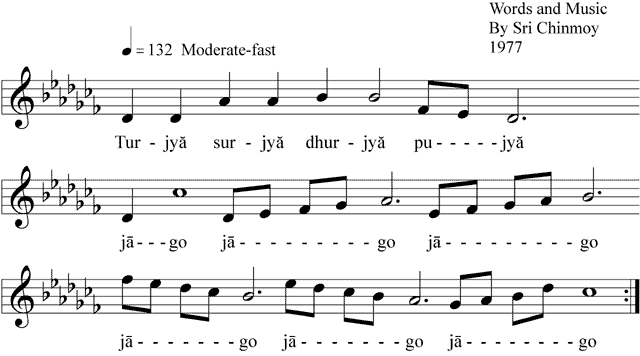 Words and Music
By Sri Chinmoy
1977
♩ = 132 Moderate-fast
Tur - jyă sur - jyă dhur - jyă pu - - - - - jyă
jā - - - go jā - - - - - - - - - go jā - - - - - - - - - go
jā - - - - - - - go jā - - - - - - - go jā - - - - - - - go